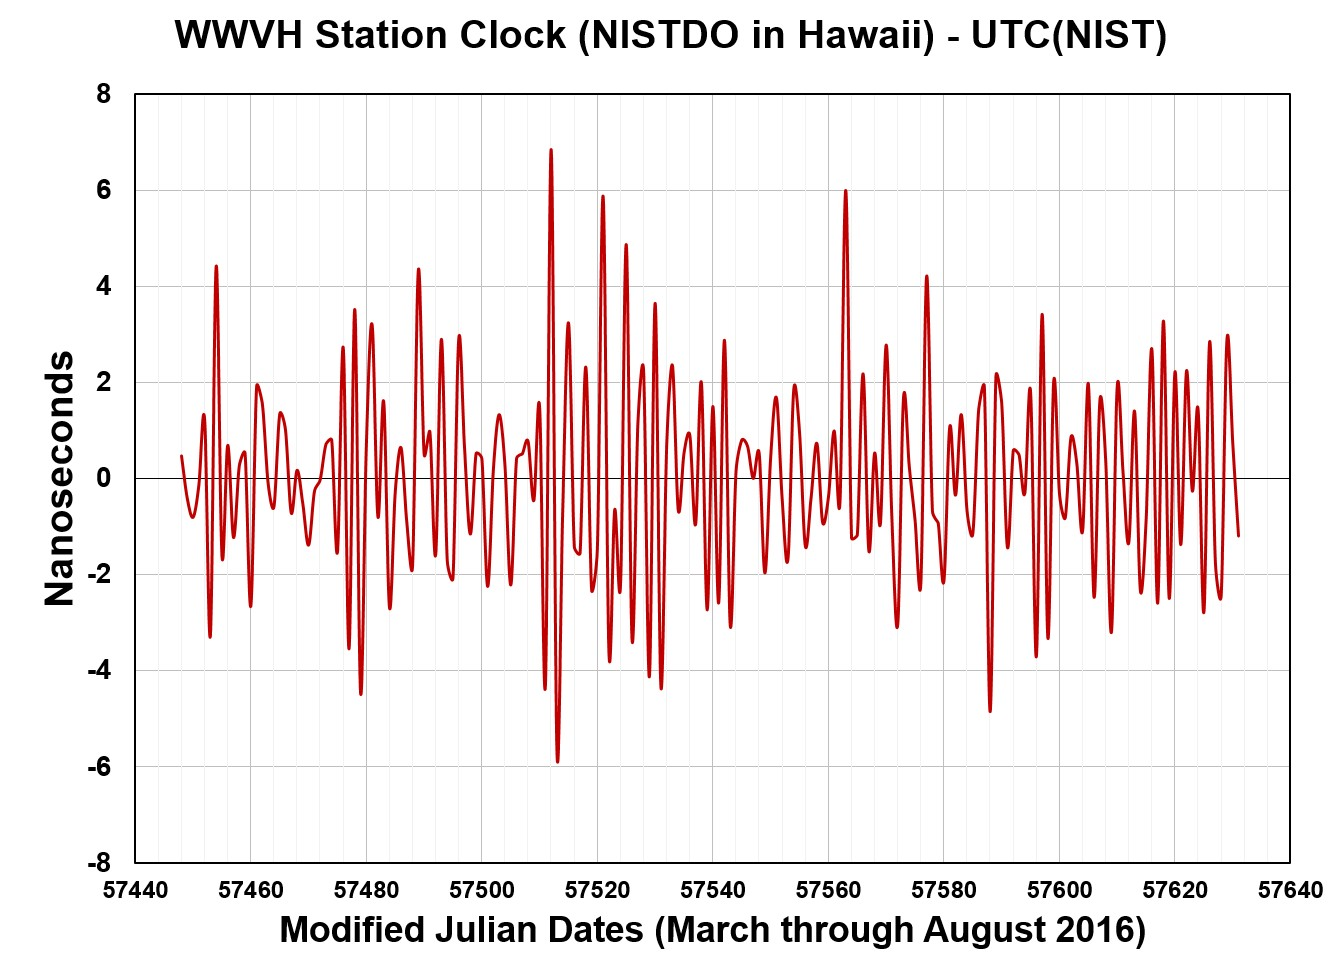 WWVH Station Clock (NISTDO in Hawaii) - UTC(NIST)
8
6
4
2
0
-2
-4
-6
-8
Nanoseconds
57440 57460 57480 57500 57520 57540 57560 57580 57600 57620 57640
Modified Julian Dates (March through August 2016)